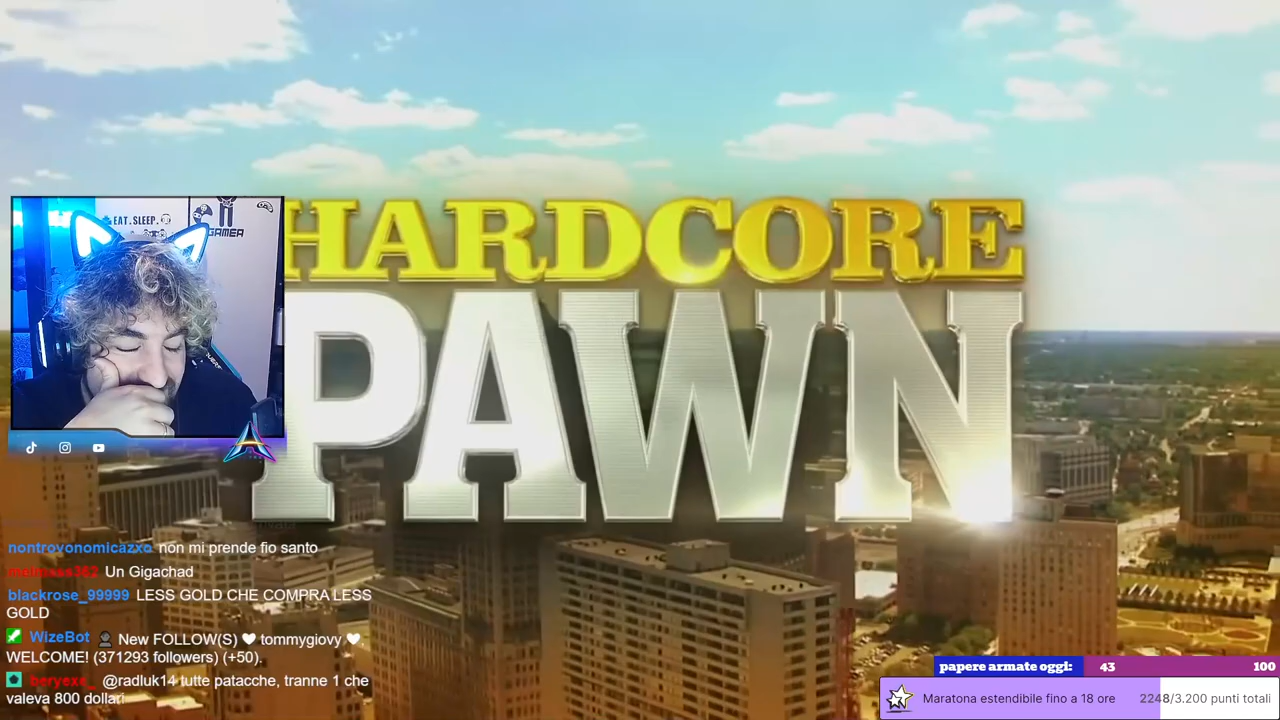 HARDCORE
PAWN
EAT. SLEEP.
GAMER
nontrovonomicazxo non mi prende fio santo
Un Gigachad
blackrose_99999 LESS GOLD CHE COMPRA LESS
GOLD
WizeBot New FOLLOW(S) tommygiovy
WELCOME! (371293 followers) (+50).
beryexe_ @radluk14 tutte patacche, tranne 1 che
valeva 800 dollari
papere armate oggi: 43 100
Maratona estendibile fino a 18 ore 2248/3.200 punti totali